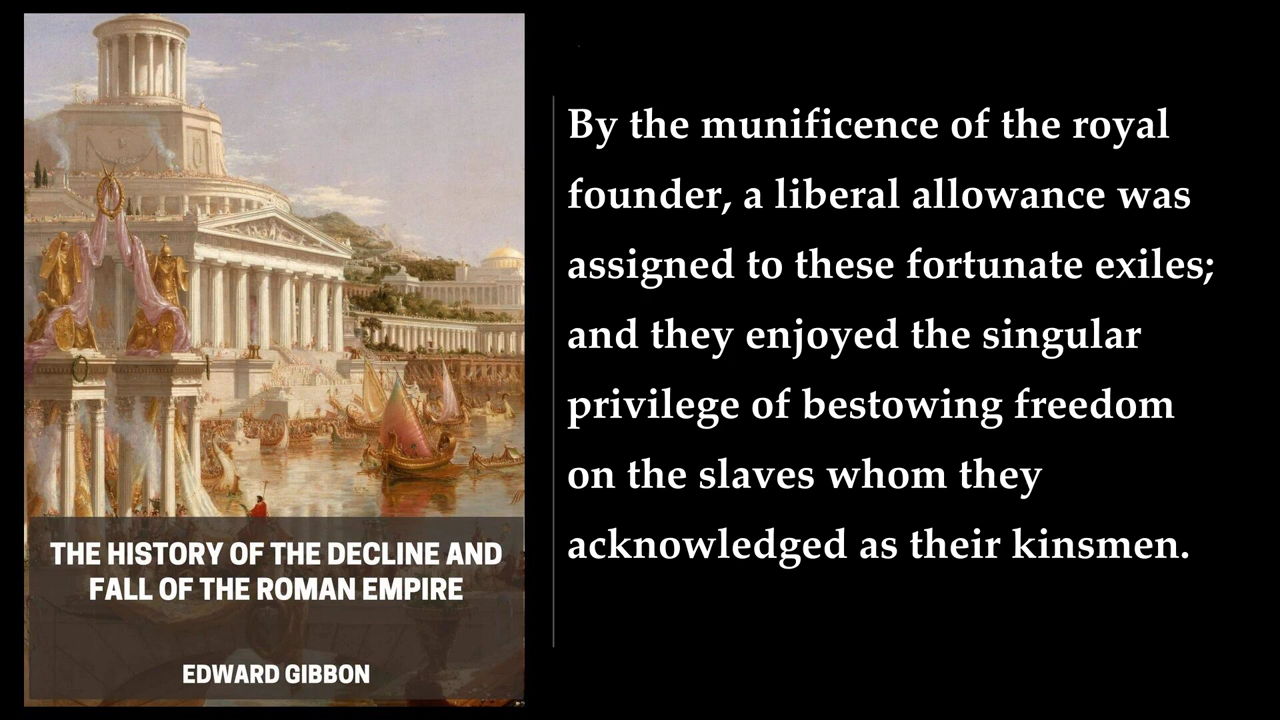 THE HISTORY OF THE DECLINE AND
FALL OF THE ROMAN EMPIRE
EDWARD GIBBON
By the munificence of the royal
founder, a liberal allowance was
assigned to these fortunate exiles;
and they enjoyed the singular
privilege of bestowing freedom
on the slaves whom they
acknowledged as their kinsmen.